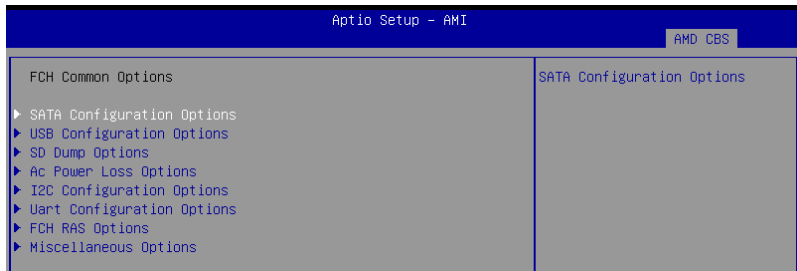 Aptio Setup – AMI
AMD CBS
FCH Common Options
SATA Configuration Options
USB Configuration Options
SD Dump Options
Ac Power Loss Options
I2C Configuration Options
Uart Configuration Options
FCH RAS Options
Miscellaneous Options
SATA Configuration Options